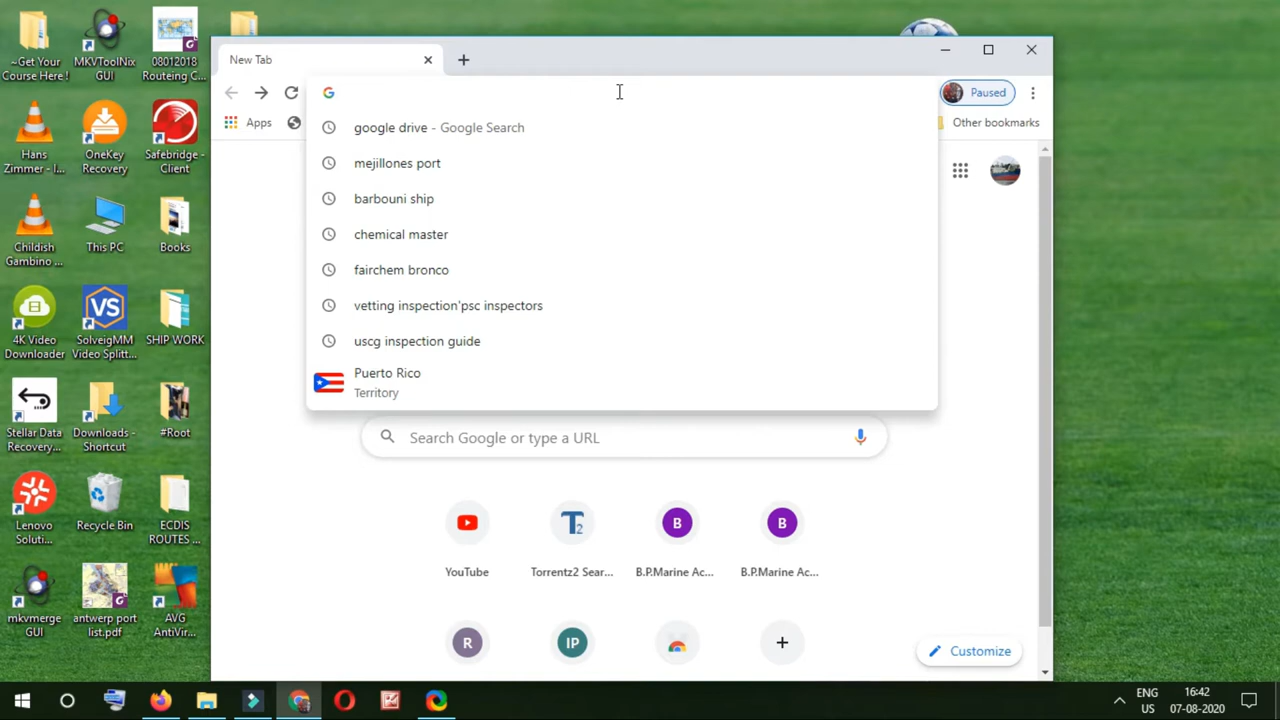 ~Get Your
Course Here !
MKVToolNix
GUI
08012018
Routeing C...
Hans
Zimmer - I...
OneKey
Recovery
Safebridge -
Client
Childish
Gambino ...
This PC
Books
4K Video
Downloader
SolveigMM
Video Splitt...
SHIP WORK
Stellar Data
Recovery...
Downloads -
Shortcut
#Root
Lenovo
Soluti...
Recycle Bin
ECDIS
ROUTES ...
mkvmerge
GUI
antwerp port
list.pdf
AVG
AntiVir...
New Tab
Paused
Apps
Other bookmarks
google drive - Google Search
mejillones port
barbouni ship
chemical master
fairchem bronco
vetting inspection'psc inspectors
uscg inspection guide
Puerto Rico
Territory
Search Google or type a URL
B
B
YouTube
Torrentz2 Sear...
B.P.Marine Ac...
B.P.Marine Ac...
R
IP
Customize
ENG
US
16:42
07-08-2020